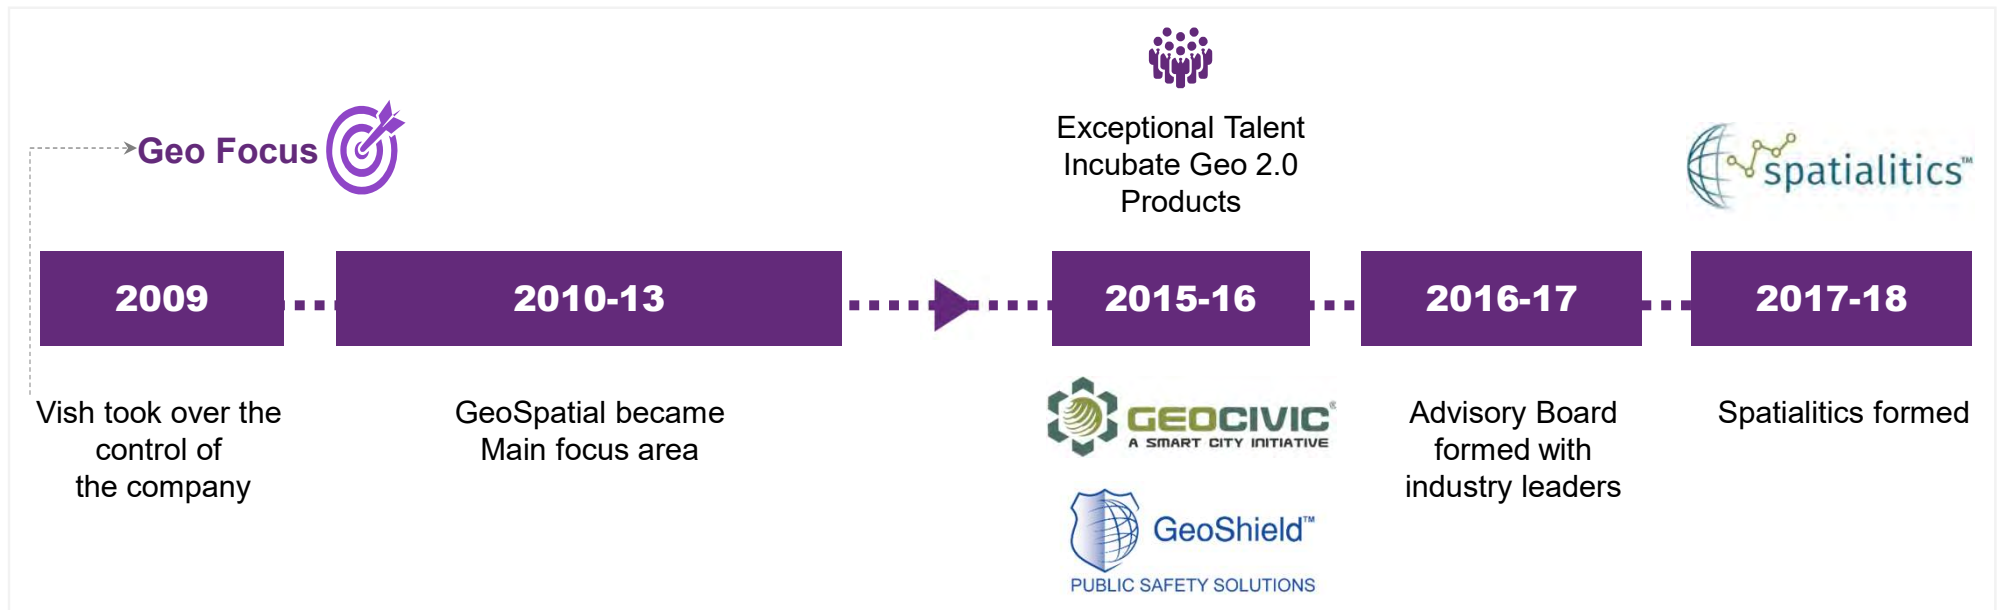 Geo Focus
Exceptional Talent
Incubate Geo 2.0
Products
spatialitics™
2009
2010-13
2015-16
2016-17
2017-18
Vish took over the
control of
the company
GeoSpatial became
Main focus area
GEOCIVIC®
A SMART CITY INITIATIVE
GeoShield™
PUBLIC SAFETY SOLUTIONS
Advisory Board
formed with
industry leaders
Spatialitics formed